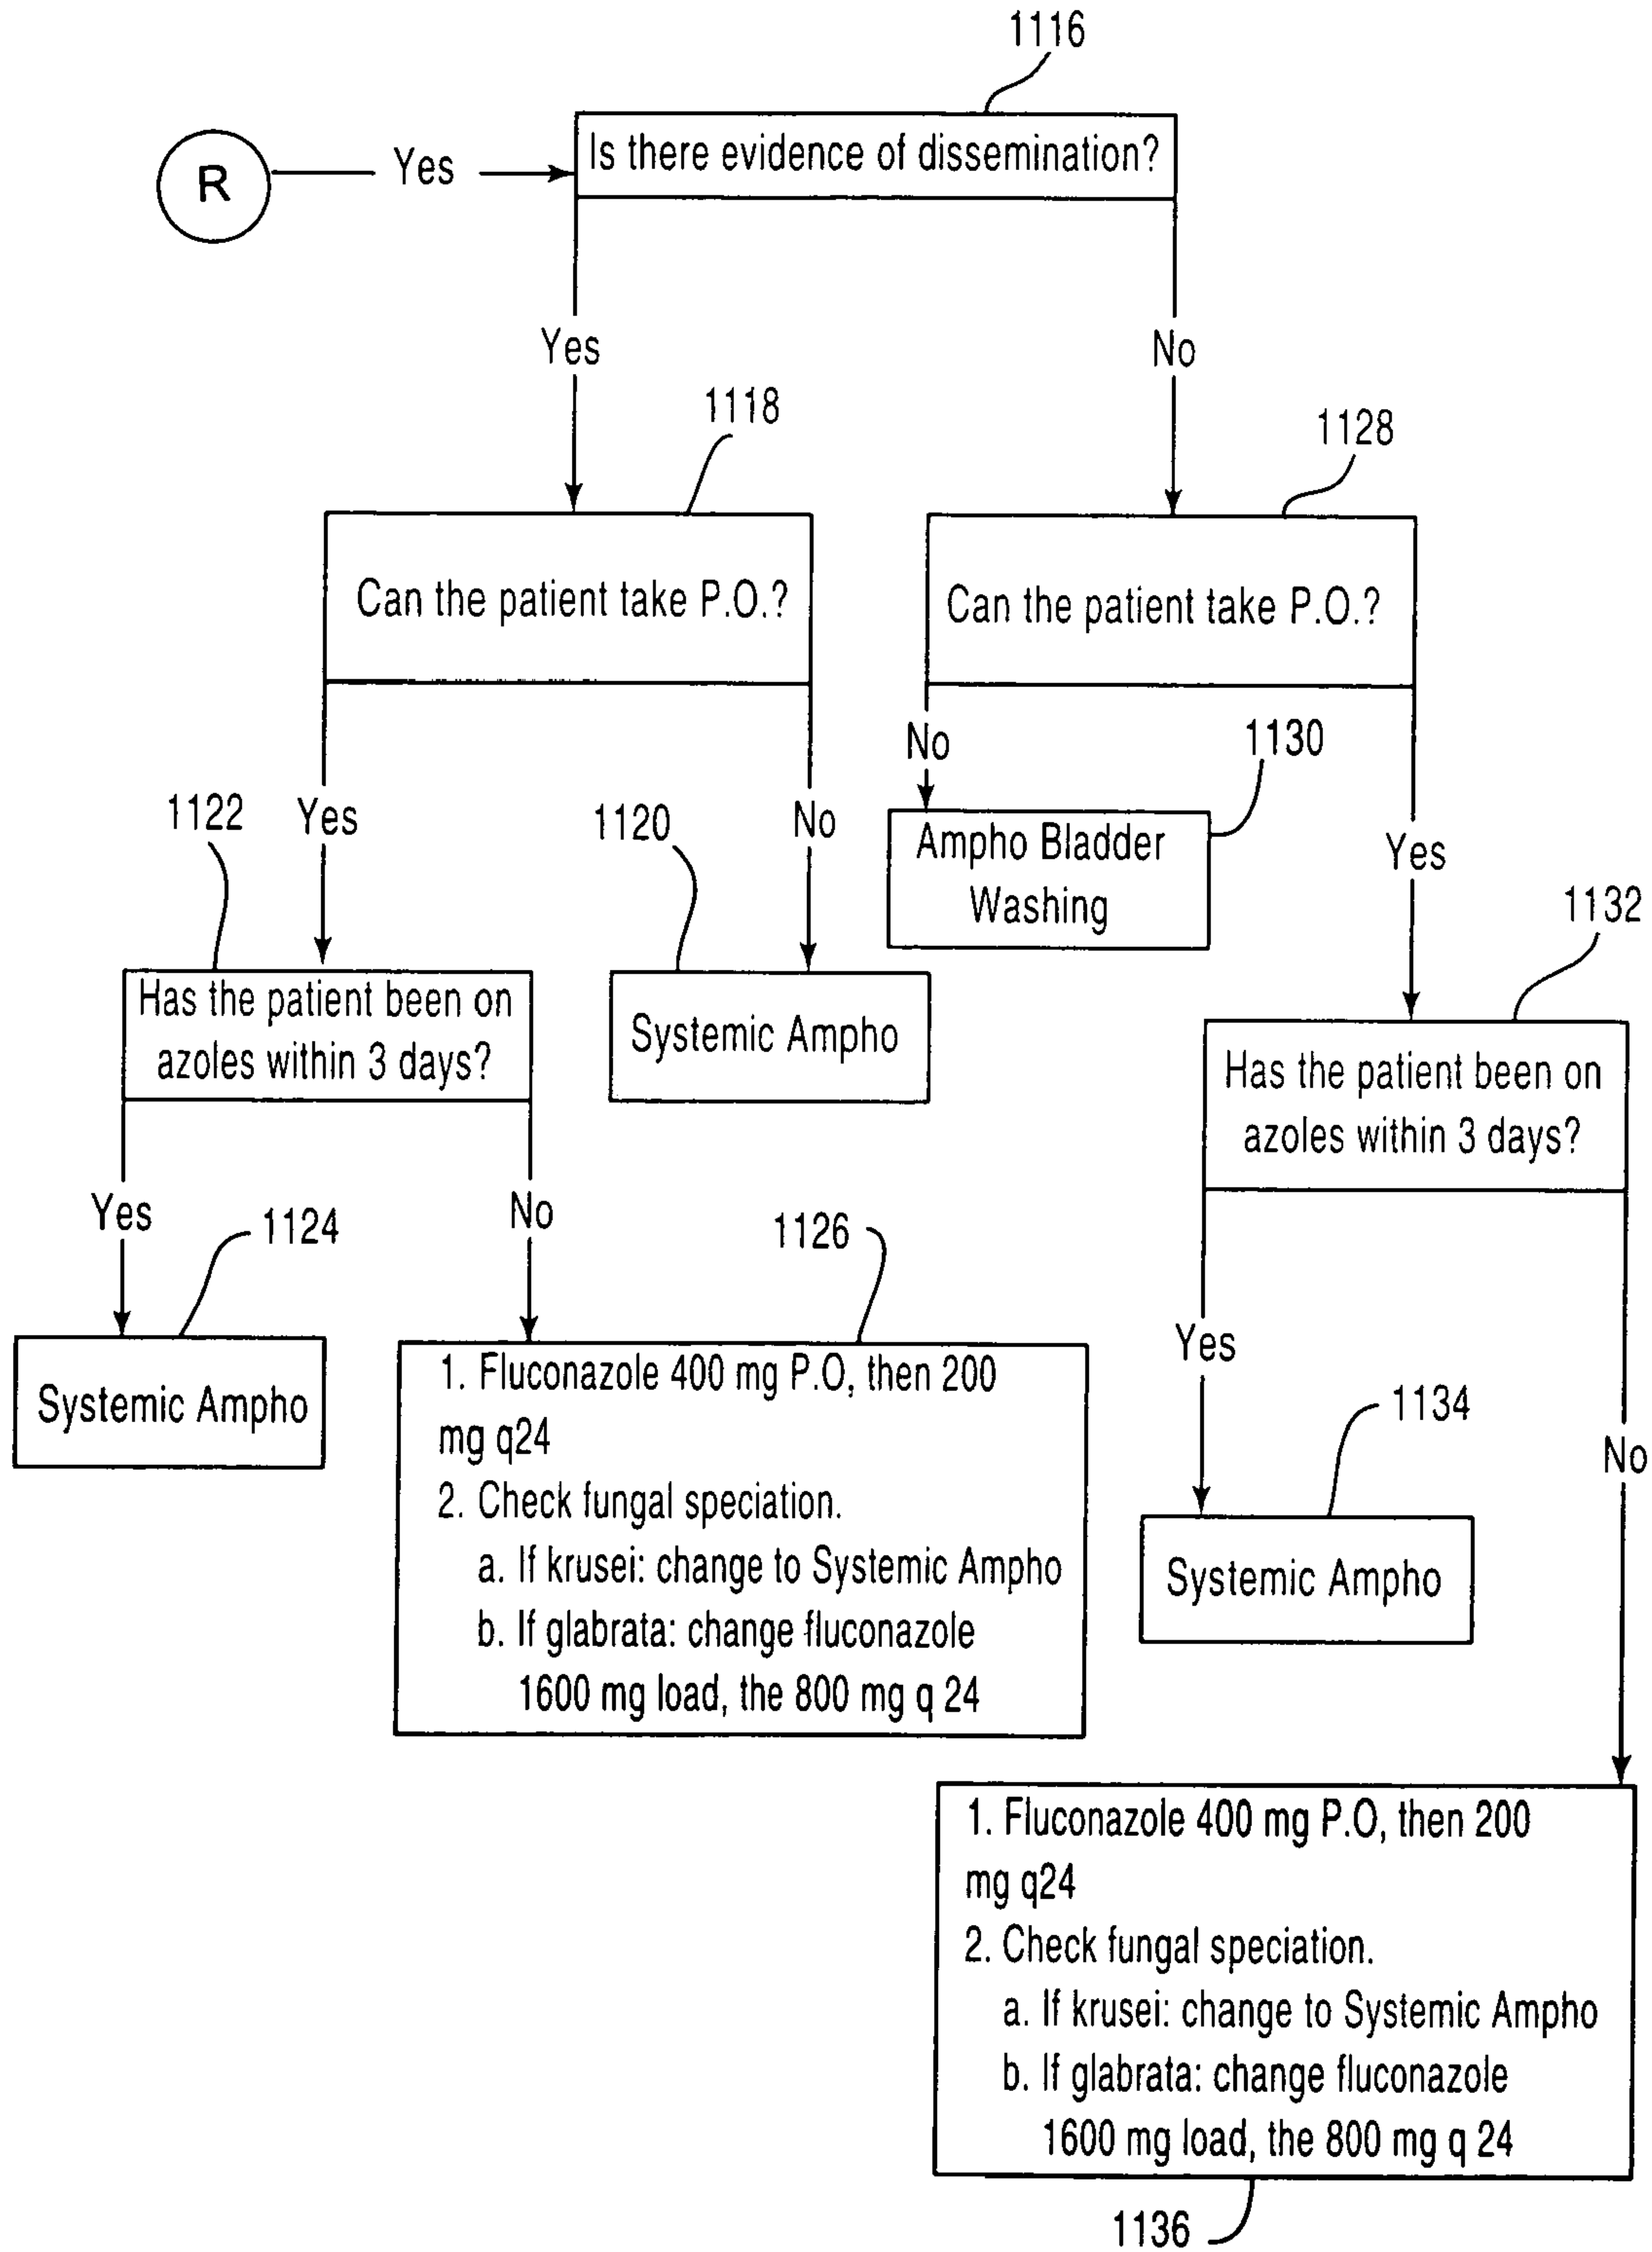 1116
R
Yes
Is there evidence of dissemination?
Yes
No
1118
1128
Can the patient take P.O.?
Can the patient take P.O.?
No
1130
1122
Yes
1120
No
Ampho Bladder
Washing
Yes
1132
Has the patient been on
azoles within 3 days?
Systemic Ampho
Has the patient been on
azoles within 3 days?
Yes
1124
No
1126
Yes
Systemic Ampho
1. Fluconazole 400 mg P.O, then 200
mg q24
2. Check fungal speciation.
a. If krusei: change to Systemic Ampho
b. If glabrata: change fluconazole
1600 mg load, the 800 mg q 24
1134
No
Systemic Ampho
1. Fluconazole 400 mg P.O, then 200
mg q24
2. Check fungal speciation.
a. If krusei: change to Systemic Ampho
b. If glabrata: change fluconazole
1600 mg load, the 800 mg q 24
1136